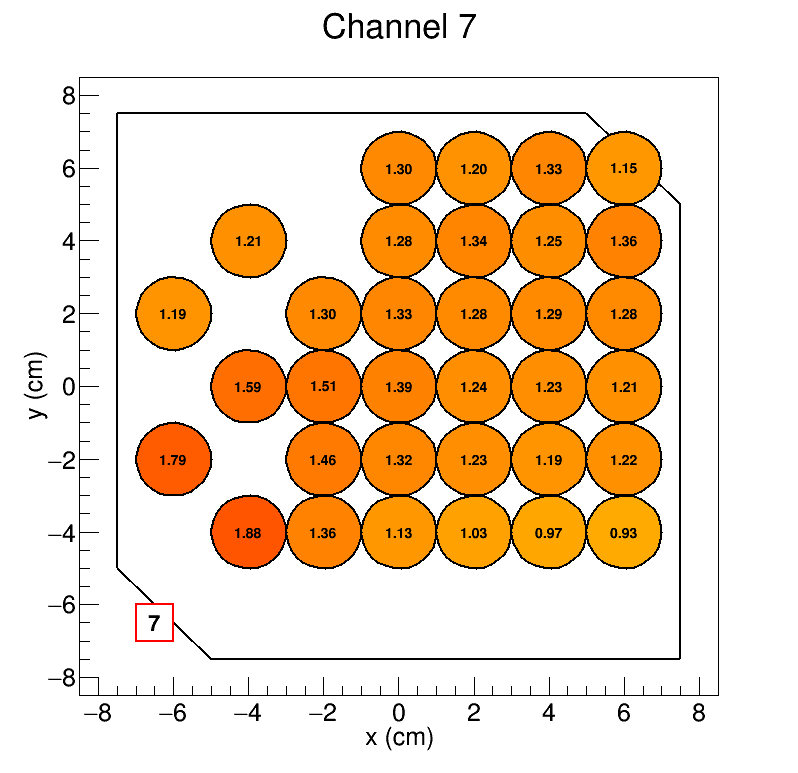 Channel 7
8
1.30 1.20 1.33 1.15
6
1.21 1.28 1.34 1.25 1.36
4
1.19 1.30 1.33 1.28 1.29 1.28
2
1.59 1.51 1.39 1.24 1.23 1.21
0
1.79 1.46 1.32 1.23 1.19 1.22
−2
1.88 1.36 1.13 1.03 0.97 0.93
−4
−6
7
−8
y (cm)
−8 −6 −4 −2 0 2 4 6 8
x (cm)